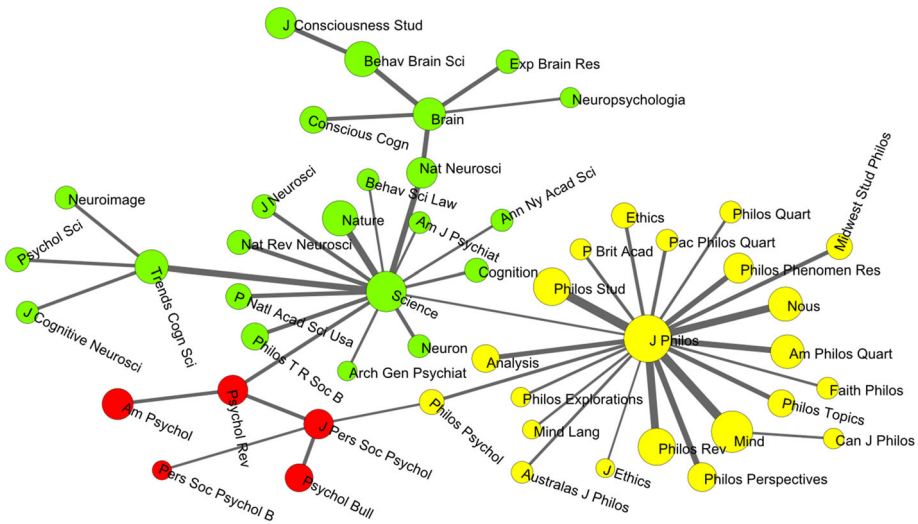 J Consciousness Stud
Behav Brain Sci
Exp Brain Res
Neuropsychologia
Brain
Conscious Cogn
Nat Neurosci
Behav Sci Law
Neuroimage
J Neurosci
Nature
Am J Psychiat
Ann Ny Acad Sci
Ethics
Philos Quart
Midwest Stud Philos
Nat Rev Neurosci
P Brit Acad
Pac Philos Quart
Psychol Sci
Trends Cogn Sci
Cognition
Philos Phenomen Res
Philos Stud
Science
P Natl Acad Sci Usa
Nous
J Cognitive Neurosci
Philos T R Soc B
Neuron
J Philos
Analysis
Am Philos Quart
Arch Gen Psychiat
Faith Philos
Am Psychol
Psychol Rev
Philos Psychol
Philos Explorations
Philos Topics
J Pers Soc Psychol
Mind Lang
Philos Rev
Mind
Can J Philos
Pers Soc Psychol B
Psychol Bull
Australas J Philos
J Ethics
Philos Perspectives